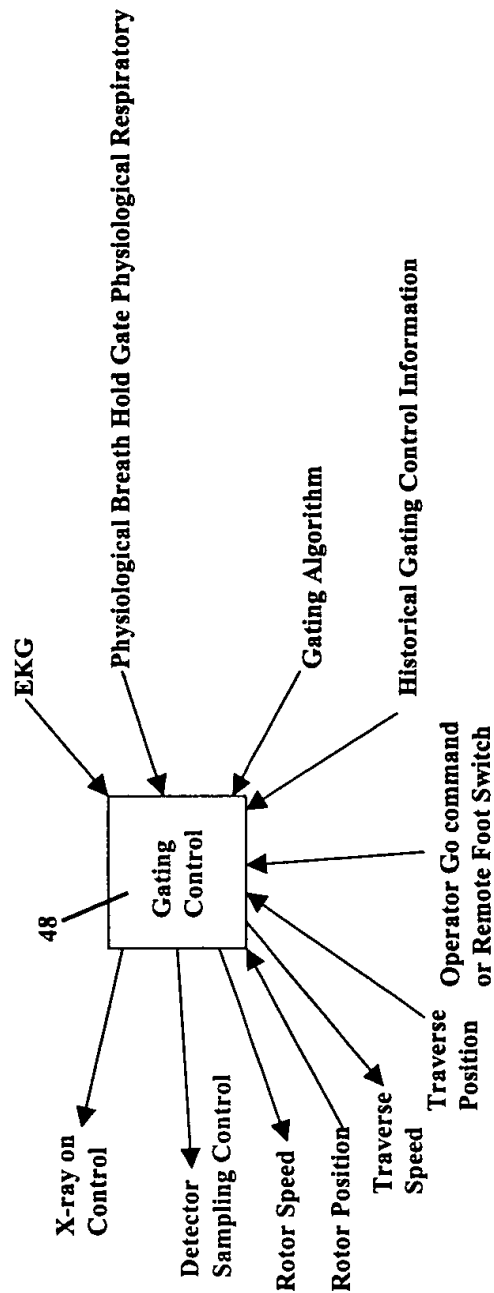 EKG
Physiological Breath Hold Gate Physiological Respiratory
Gating Algorithm
Historical Gating Control Information
Operator Go command
or Remote Foot Switch
Traverse
Position
Traverse
Speed
Rotor Position
Rotor Speed
Detector
Sampling Control
X-ray on
Control
48
Gating
Control